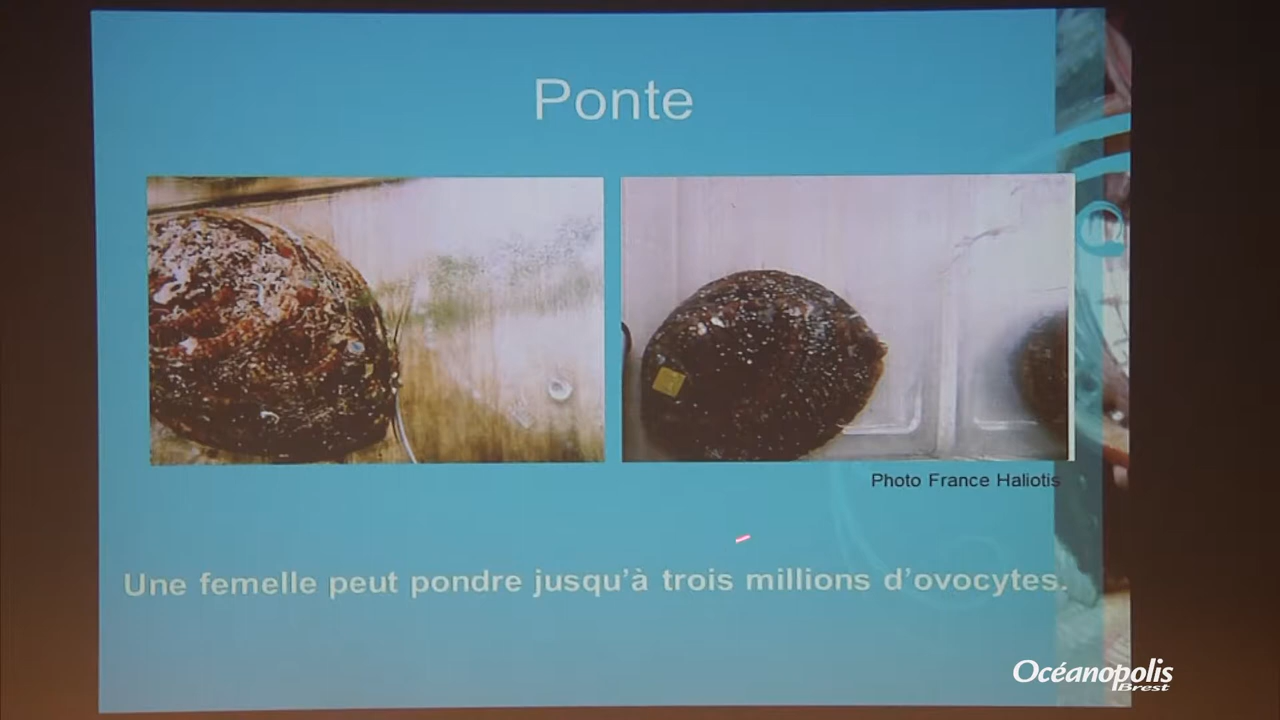 Ponte
Photo France Haliotis
Une femelle peut pondre jusqu'à trois millions d'ovocytes.
Océanopolis
Brest